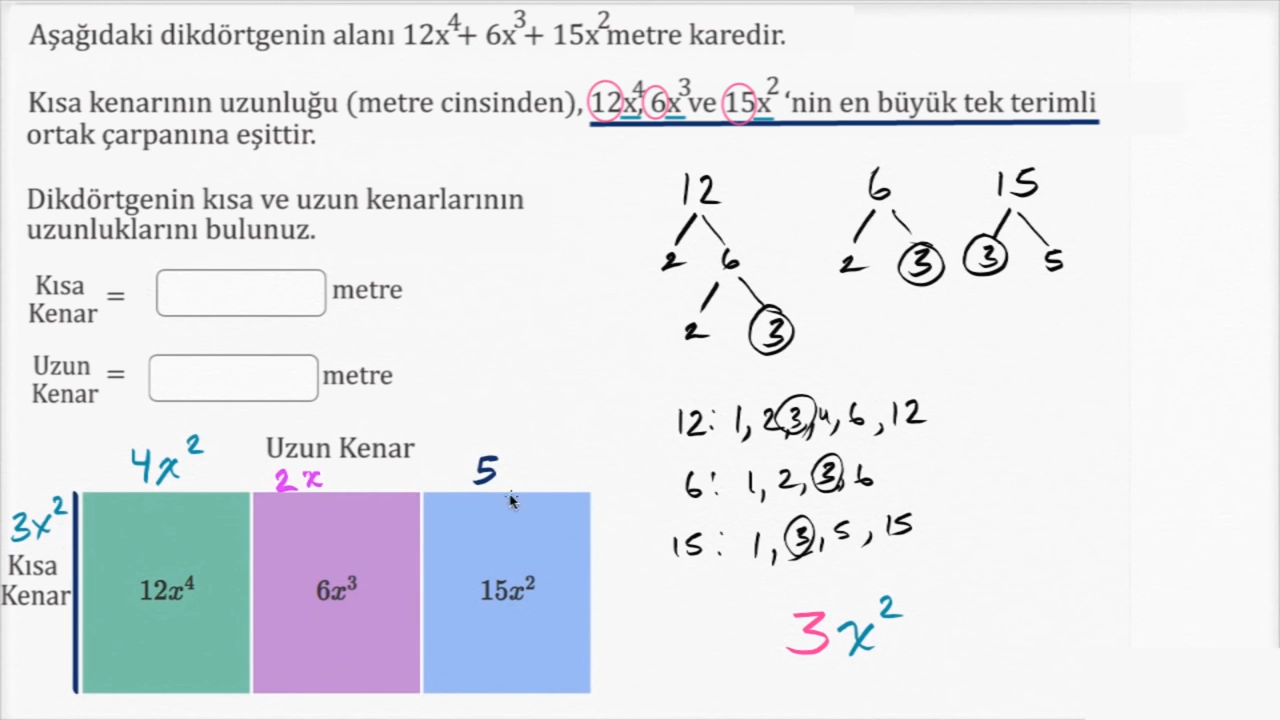 Aşağıdaki dikdörtgenin alanı 12x⁴+ 6x³+ 15x² metre karedir.
Kısa kenarının uzunluğu (metre cinsinden), 12x⁴, 6x³ ve 15x² ‘nin en büyük tek terimli
ortak çarpanına eşittir.
Dikdörtgenin kısa ve uzun kenarlarının
uzunluklarını bulunuz.
Kısa
Kenar = metre
Uzun
Kenar = metre
12 6 15
2 6 2 3 3 5
2 3
12: 1, 2, 3, 4, 6, 12
6: 1, 2, 3, 6
15: 1, 3, 5, 15
3x²
Uzun Kenar
4x² 2x 5
3x²
Kısa
Kenar
12x⁴ 6x³ 15x²